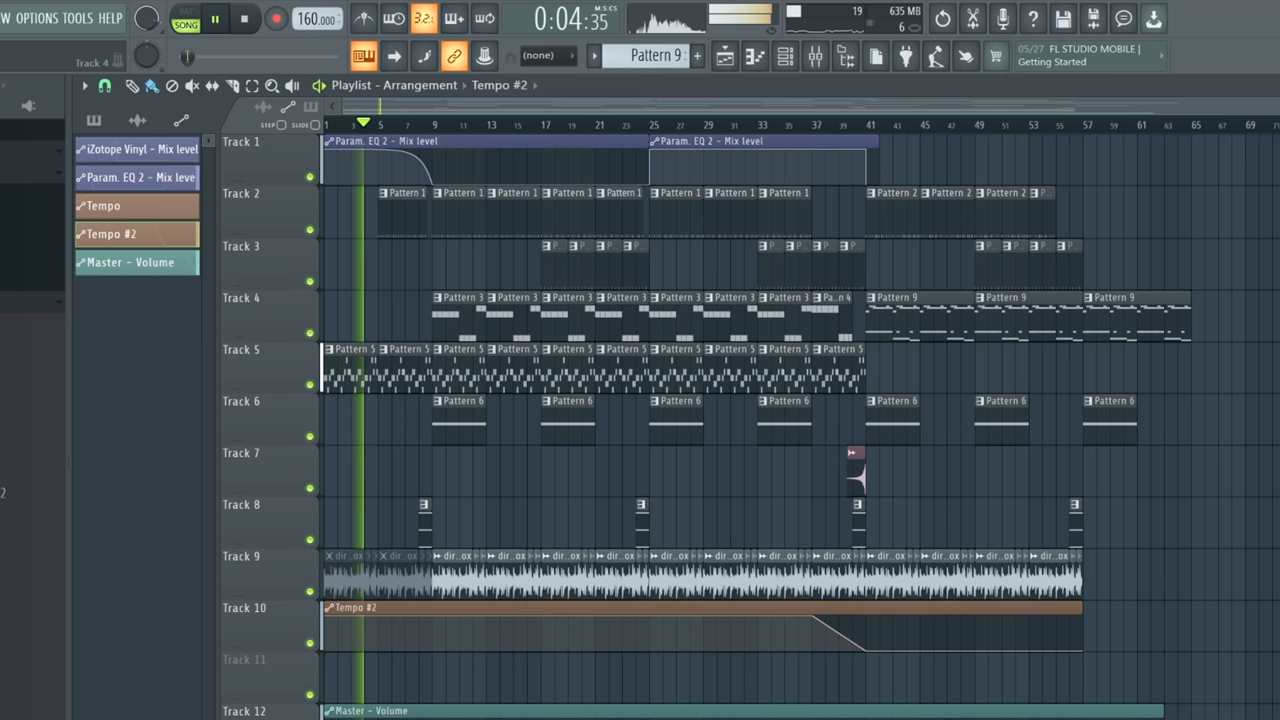 W OPTIONS TOOLS HELP
PAT
SONG
160.000
3.2.
0:04:35
M:S:CS
19
635 MB
6
Track 4
(none)
Pattern 9
05/27 FL STUDIO MOBILE |
Getting Started
Playlist - Arrangement › Tempo #2 ›
STEP SLIDE
1 3 5 7 9 11 13 15 17 19 21 23 25 27 29 31 33 35 37 39 41 43 45 47 49 51 53 55 57 59 61 63 65 67 69 71
iZotope Vinyl - Mix level
Param. EQ 2 - Mix leve
Tempo
Tempo #2
Master - Volume
Track 1
Param. EQ 2 - Mix level Param. EQ 2 - Mix level
Track 2
Pattern 1 Pattern 1 Pattern 1 Pattern 1 Pattern 1 Pattern 1 Pattern 1 Pattern 1 Pattern 2 Pattern 2 Pattern 2 P..
Track 3
P.. P.. P.. P.. P.. P.. P.. P.. P.. P.. P.. P..
Track 4
Pattern 3 Pattern 3 Pattern 3 Pattern 3 Pattern 3 Pattern 3 Pattern 3 Pa..n 4 Pattern 9 Pattern 9 Pattern 9
Track 5
Pattern 5 Pattern 5 Pattern 5 Pattern 5 Pattern 5 Pattern 5 Pattern 5 Pattern 5 Pattern 5 Pattern 5
Track 6
Pattern 6 Pattern 6 Pattern 6 Pattern 6 Pattern 6 Pattern 6 Pattern 6
Track 7
Track 8
Track 9
dir..ox dir..ox dir..ox dir..ox dir..ox dir..ox dir..ox dir..ox dir..ox dir..ox dir..ox dir..ox dir..ox dir..ox
Track 10
Tempo #2
Track 11
Track 12
Master - Volume
2